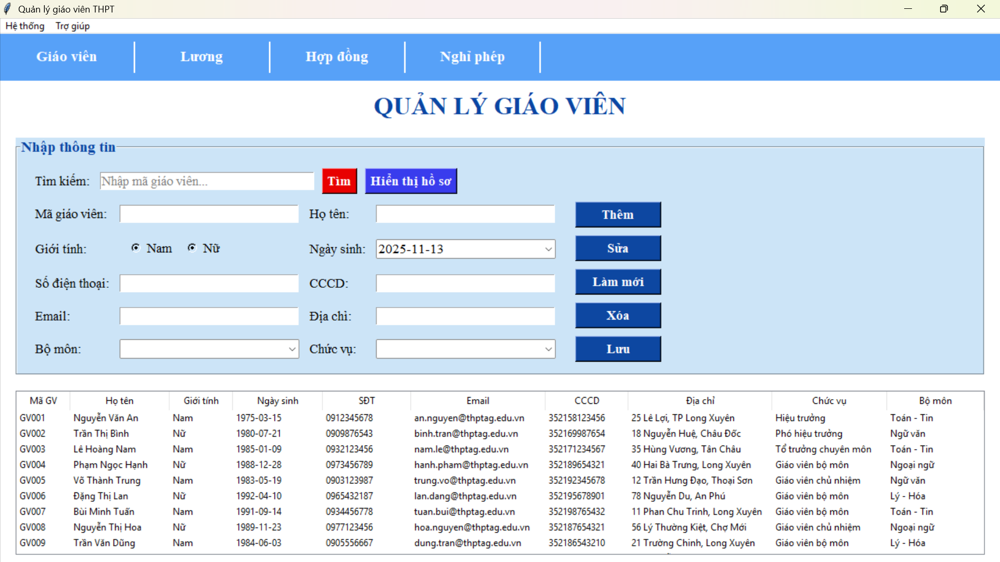 Quản lý giáo viên THPT
Hệ thống Trợ giúp
Giáo viên Lương Hợp đồng Nghỉ phép
QUẢN LÝ GIÁO VIÊN
Nhập thông tin
Tìm kiếm: Nhập mã giáo viên... Tìm Hiển thị hồ sơ
Mã giáo viên: Họ tên: Thêm
Giới tính: Nam Nữ Ngày sinh: 2025-11-13 Sửa
Số điện thoại: CCCD: Làm mới
Email: Địa chỉ: Xóa
Bộ môn: Chức vụ: Lưu
Mã GV Họ tên Giới tính Ngày sinh SĐT Email CCCD Địa chỉ Chức vụ Bộ môn
GV001 Nguyễn Văn An Nam 1975-03-15 0912345678 an.nguyen@thptag.edu.vn 352158123456 25 Lê Lợi, TP Long Xuyên Hiệu trưởng Toán - Tin
GV002 Trần Thị Bình Nữ 1980-07-21 0909876543 binh.tran@thptag.edu.vn 352169987654 18 Nguyễn Huệ, Châu Đốc Phó hiệu trưởng Ngữ văn
GV003 Lê Hoàng Nam Nam 1985-01-09 0932123456 nam.le@thptag.edu.vn 352171234567 35 Hùng Vương, Tân Châu Tổ trưởng chuyên môn Toán - Tin
GV004 Phạm Ngọc Hạnh Nữ 1988-12-28 0973456789 hanh.pham@thptag.edu.vn 352189654321 40 Hai Bà Trưng, Long Xuyên Giáo viên bộ môn Ngoại ngữ
GV005 Võ Thành Trung Nam 1983-05-19 0903123987 trung.vo@thptag.edu.vn 352192345678 12 Trần Hưng Đạo, Thoại Sơn Giáo viên chủ nhiệm Ngữ văn
GV006 Đặng Thị Lan Nữ 1992-04-10 0965432187 lan.dang@thptag.edu.vn 352195678901 78 Nguyễn Du, An Phú Giáo viên bộ môn Lý - Hóa
GV007 Bùi Minh Tuấn Nam 1991-09-14 0934456778 tuan.bui@thptag.edu.vn 352198765432 11 Phan Chu Trinh, Long Xuyên Giáo viên bộ môn Toán - Tin
GV008 Nguyễn Thị Hoa Nữ 1989-11-23 0977123456 hoa.nguyen@thptag.edu.vn 352187654321 56 Lý Thường Kiệt, Chợ Mới Giáo viên chủ nhiệm Ngoại ngữ
GV009 Trần Văn Dũng Nam 1984-06-03 0905556667 dung.tran@thptag.edu.vn 352186543210 21 Trường Chinh, Long Xuyên Giáo viên bộ môn Lý - Hóa